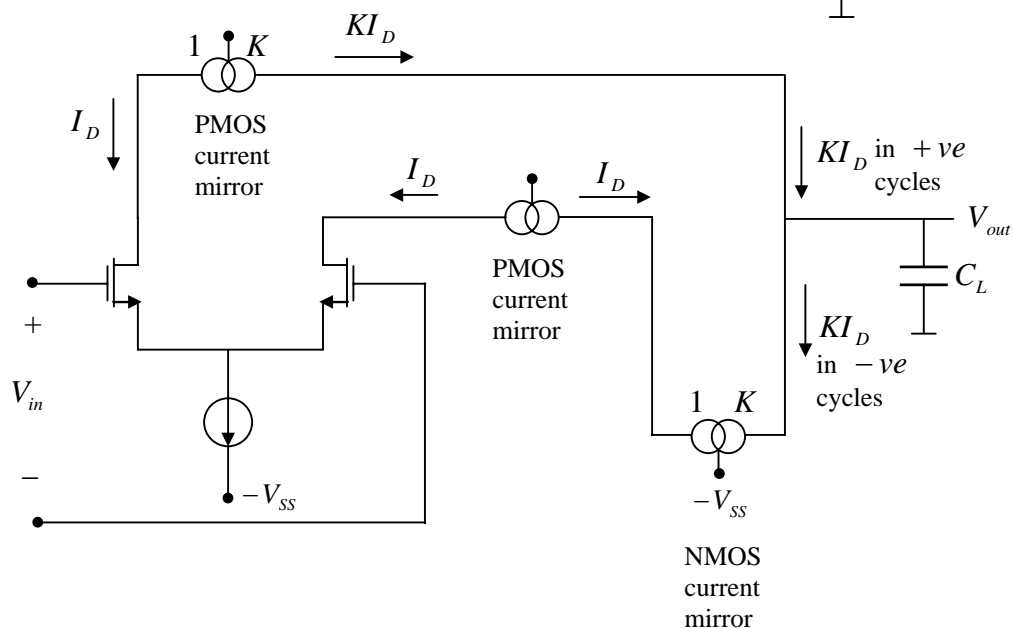 KI_D
1 K
I_D
PMOS
current
mirror
I_D
I_D
KI_D in + ve
cycles
V_out
PMOS
current
mirror
C_L
+
KI_D
in − ve
cycles
V_in
1 K
−
−V_SS
−V_SS
NMOS
current
mirror